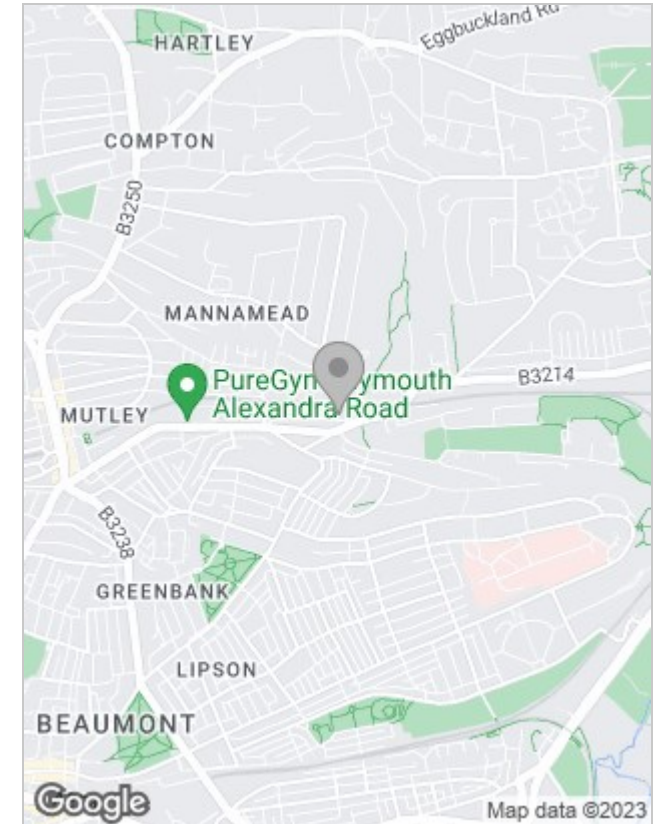 Eggbuckland Rd
HARTLEY
COMPTON
B3250
MANNAMEAD
PureGym Plymouth
Alexandra Road
B3214
MUTLEY
B3238
GREENBANK
LIPSON
BEAUMONT
Google
Map data ©2023